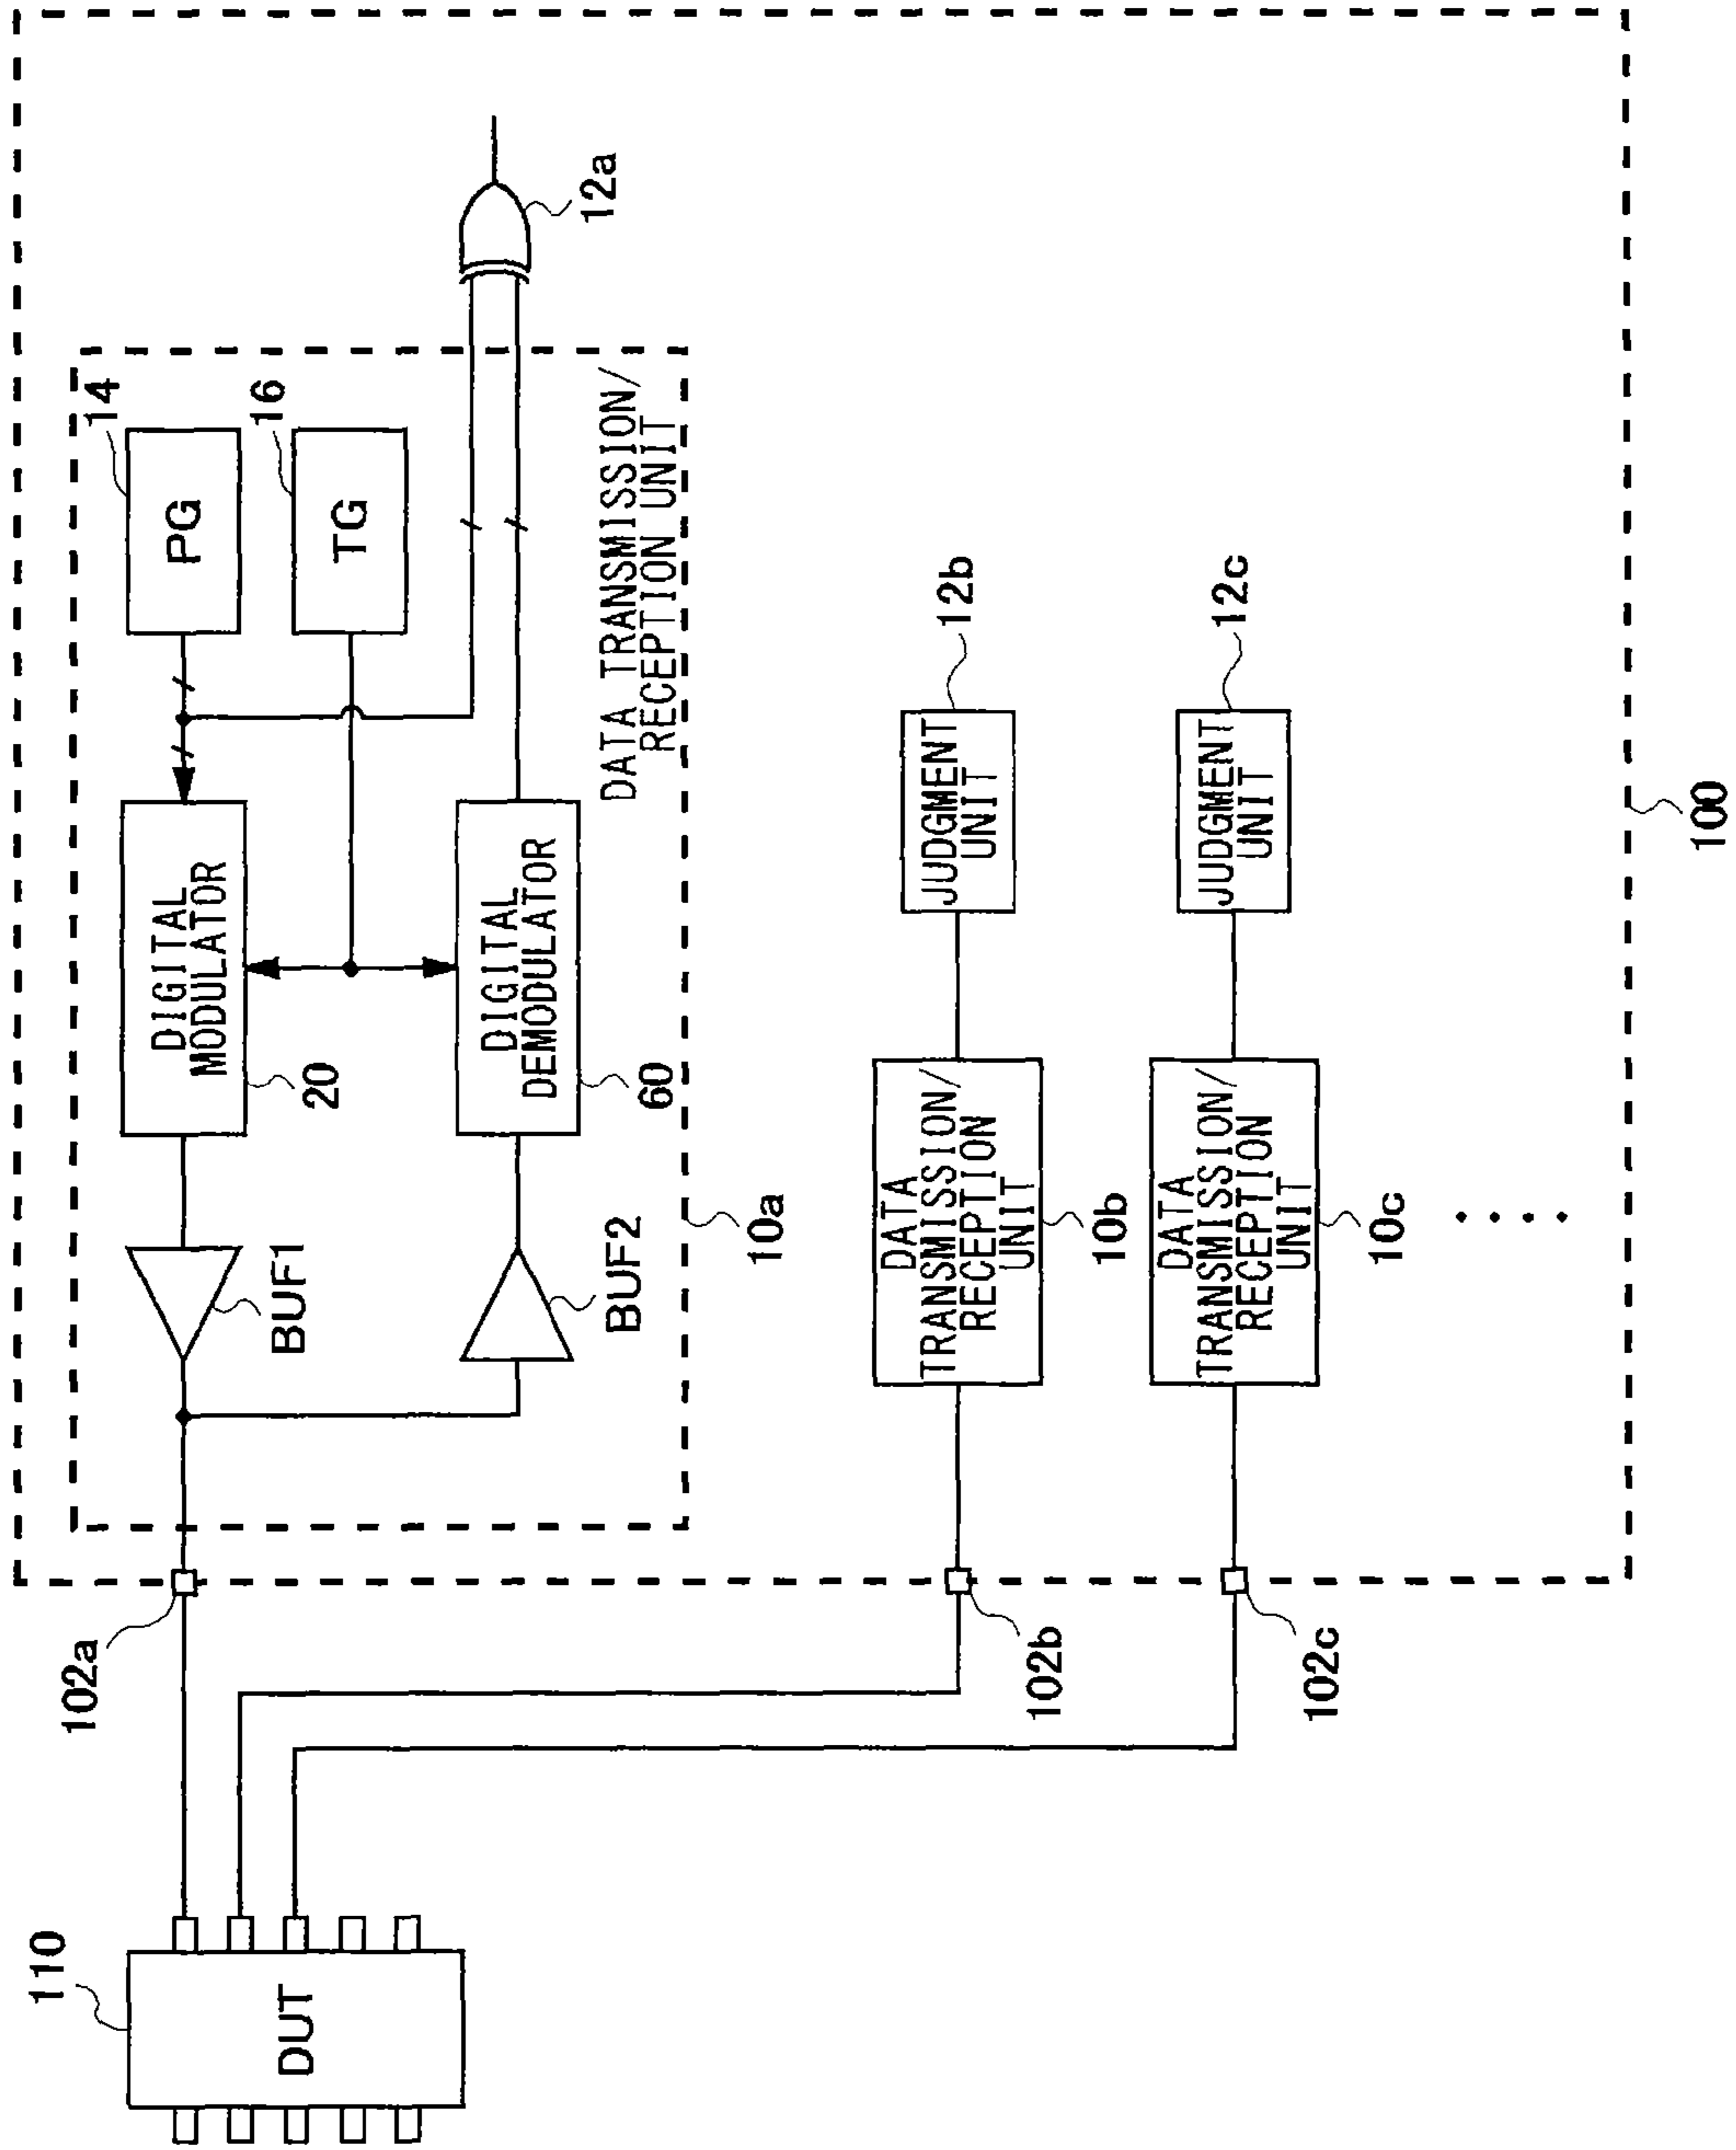 110
DUT
102a
102b
102c
BUF1
BUF2
DIGITAL
MODULATOR
20
DIGITAL
DEMODULATOR
60
PG
14
TG
16
DATA TRANSMISSION/
RECEPTION UNIT
10a
12a
DATA
TRANSMISSION/
RECEPTION
UNIT
10b
JUDGMENT
UNIT
12b
DATA
TRANSMISSION/
RECEPTION
UNIT
10c
JUDGMENT
UNIT
12c
100